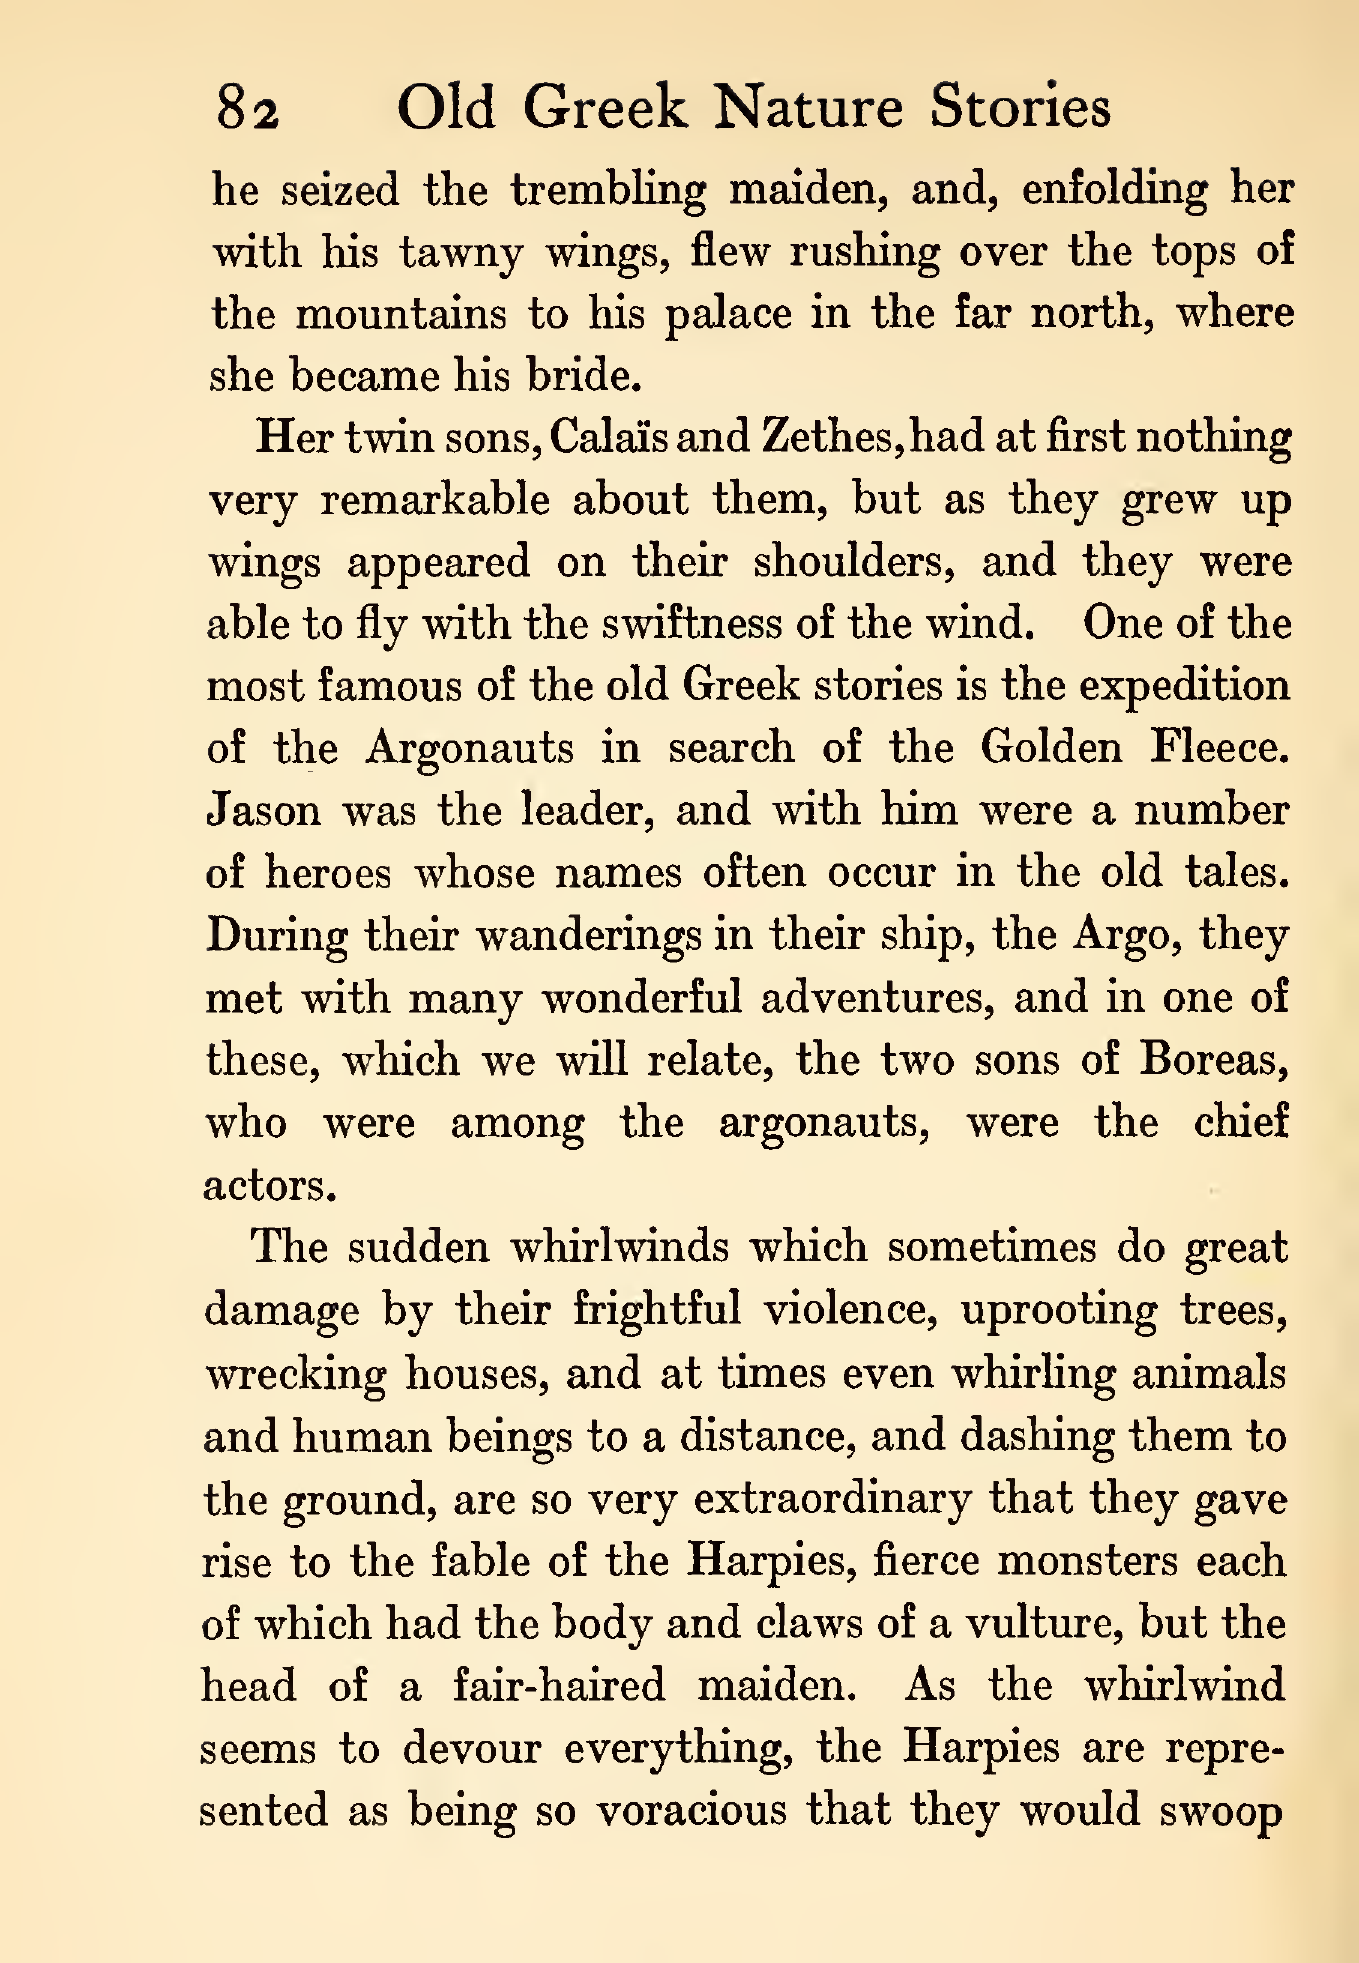 82 Old Greek Nature Stories
he seized the trembling maiden, and, enfolding her
with his tawny wings, flew rushing over the tops of
the mountains to his palace in the far north, where
she became his bride.
Her twin sons, Calaïs and Zethes, had at first nothing
very remarkable about them, but as they grew up
wings appeared on their shoulders, and they were
able to fly with the swiftness of the wind. One of the
most famous of the old Greek stories is the expedition
of the Argonauts in search of the Golden Fleece.
Jason was the leader, and with him were a number
of heroes whose names often occur in the old tales.
During their wanderings in their ship, the Argo, they
met with many wonderful adventures, and in one of
these, which we will relate, the two sons of Boreas,
who were among the argonauts, were the chief
actors.
The sudden whirlwinds which sometimes do great
damage by their frightful violence, uprooting trees,
wrecking houses, and at times even whirling animals
and human beings to a distance, and dashing them to
the ground, are so very extraordinary that they gave
rise to the fable of the Harpies, fierce monsters each
of which had the body and claws of a vulture, but the
head of a fair-haired maiden. As the whirlwind
seems to devour everything, the Harpies are repre-
sented as being so voracious that they would swoop